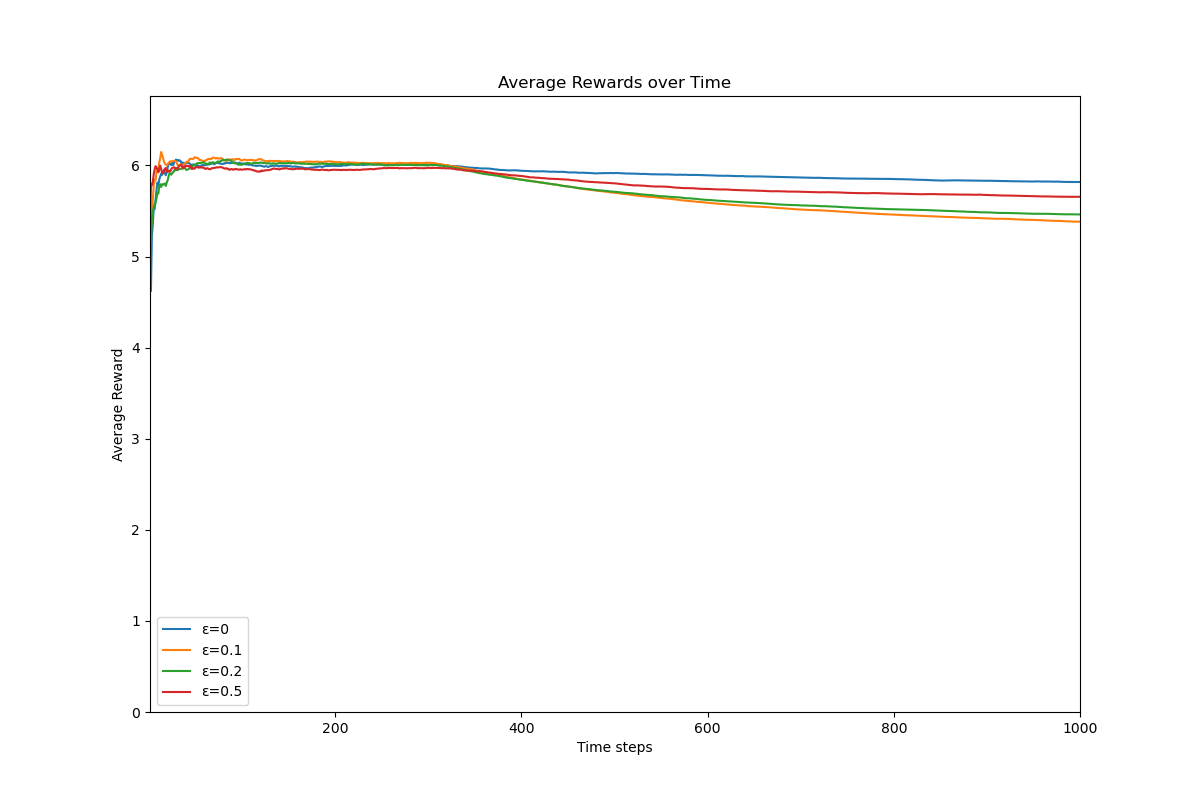 Average Rewards over Time
Average Reward
6
5
4
3
2
1
0
ε=0
ε=0.1
ε=0.2
ε=0.5
200
400
600
800
1000
Time steps